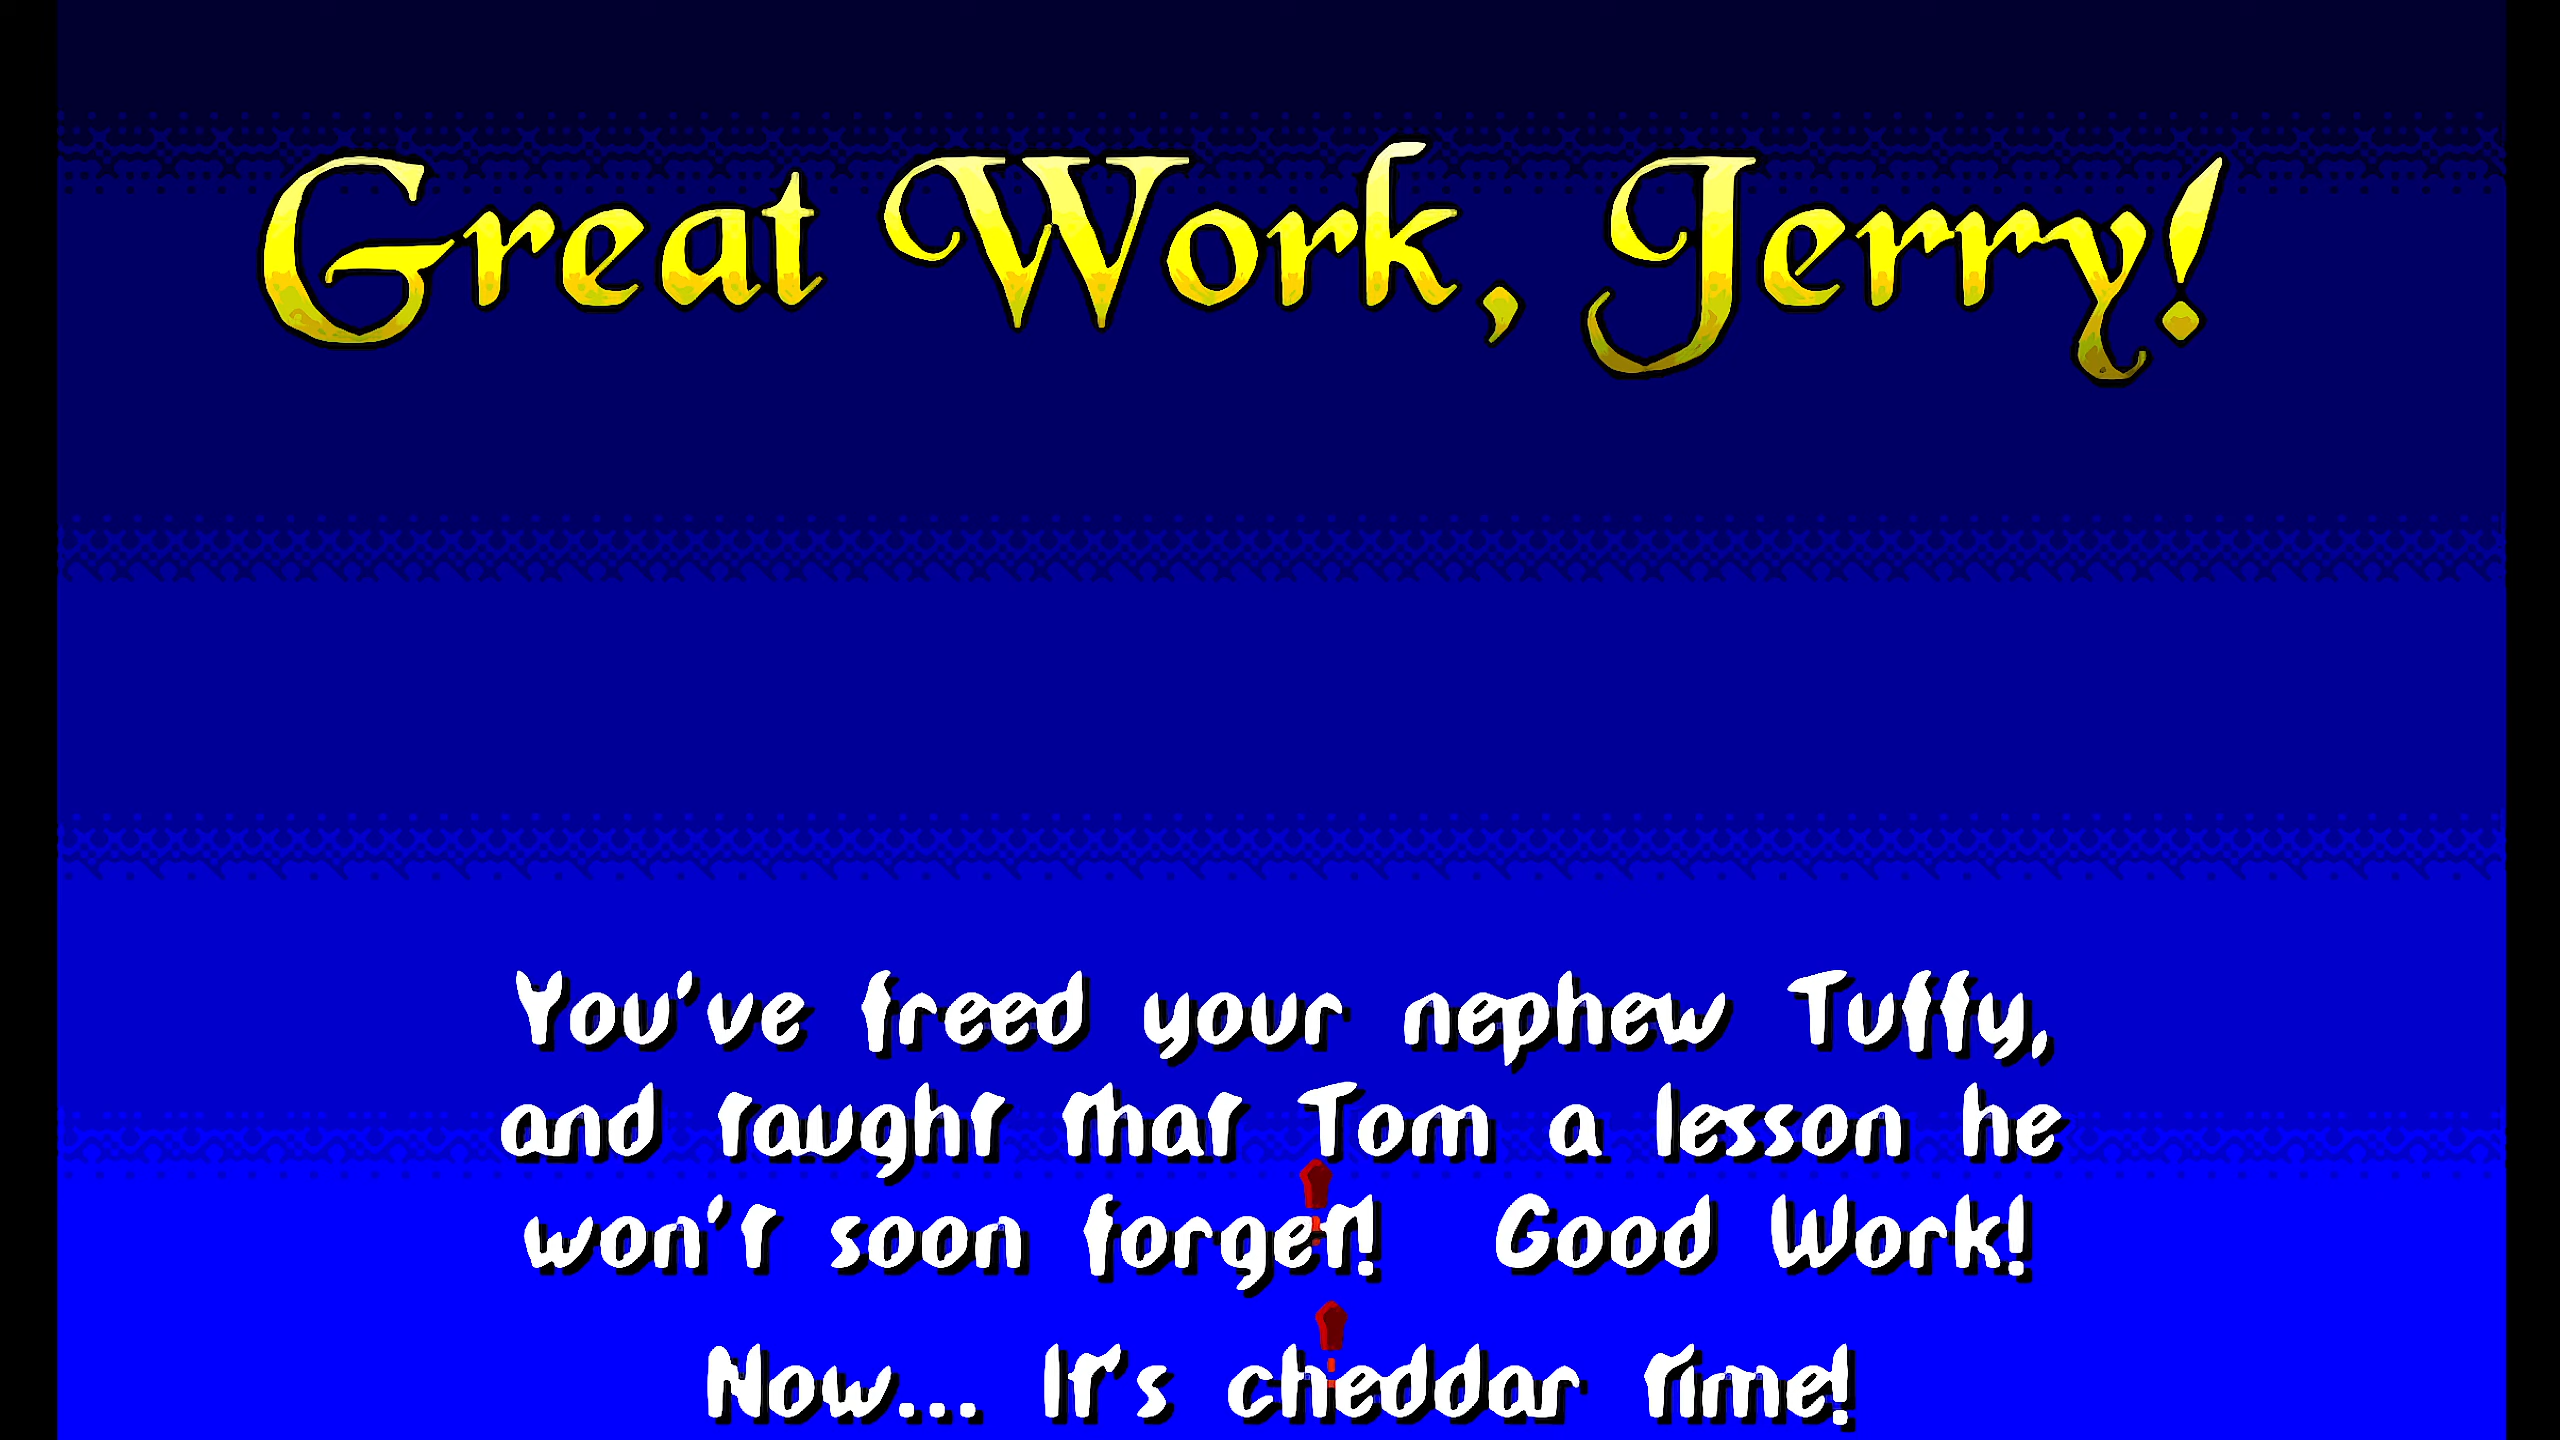 Great Work, Jerry!
You've freed your nephew Tuffy,
and taught that Tom a lesson he
won't soon forget!  Good Work!
Now... It's cheddar time!